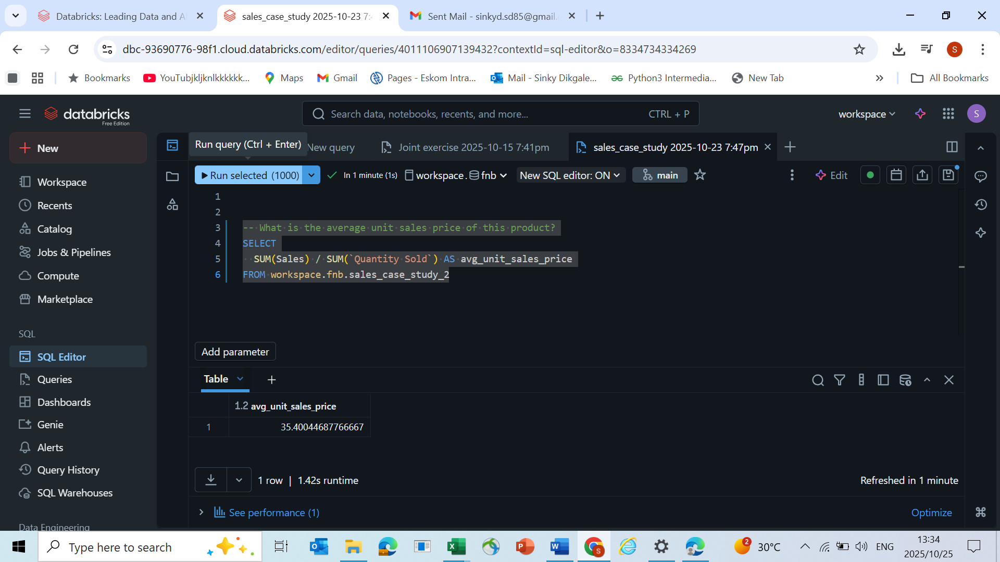 Databricks: Leading Data and A
sales_case_study 2025-10-23 7:4
Sent Mail - sinkyd.sd85@gmail.
dbc-93690776-98f1.cloud.databricks.com/editor/queries/4011106907139432?contextId=sql-editor&o=8334734334269
S
Bookmarks
YouTubjkljknlkkkkkk...
Maps
Gmail
Pages - Eskom Intra...
Mail - Sinky Dikgale...
Python3 Intermedia...
New Tab
All Bookmarks
databricks
Free Edition
Search data, notebooks, recents, and more...
CTRL + P
workspace
S
New
Run query (Ctrl + Enter)
New query
Joint exercise 2025-10-15 7:41pm
sales_case_study 2025-10-23 7:47pm
Run selected (1000)
In 1 minute (1s)
workspace.
fnb
New SQL editor: ON
main
Edit
Workspace
Recents
Catalog
Jobs & Pipelines
Compute
Marketplace
SQL
SQL Editor
Queries
Dashboards
Genie
Alerts
Query History
SQL Warehouses
Data Engineering
1
2
3 -- What is the average unit sales price of this product?
4 SELECT
5 SUM(Sales) / SUM(`Quantity Sold`) AS avg_unit_sales_price
6 FROM workspace.fnb.sales_case_study_2
Add parameter
Table
1.2 avg_unit_sales_price
1 35.40044687766667
1 row | 1.42s runtime
Refreshed in 1 minute
See performance (1)
Optimize
Type here to search
2
30°C
ENG
13:34
2025/10/25